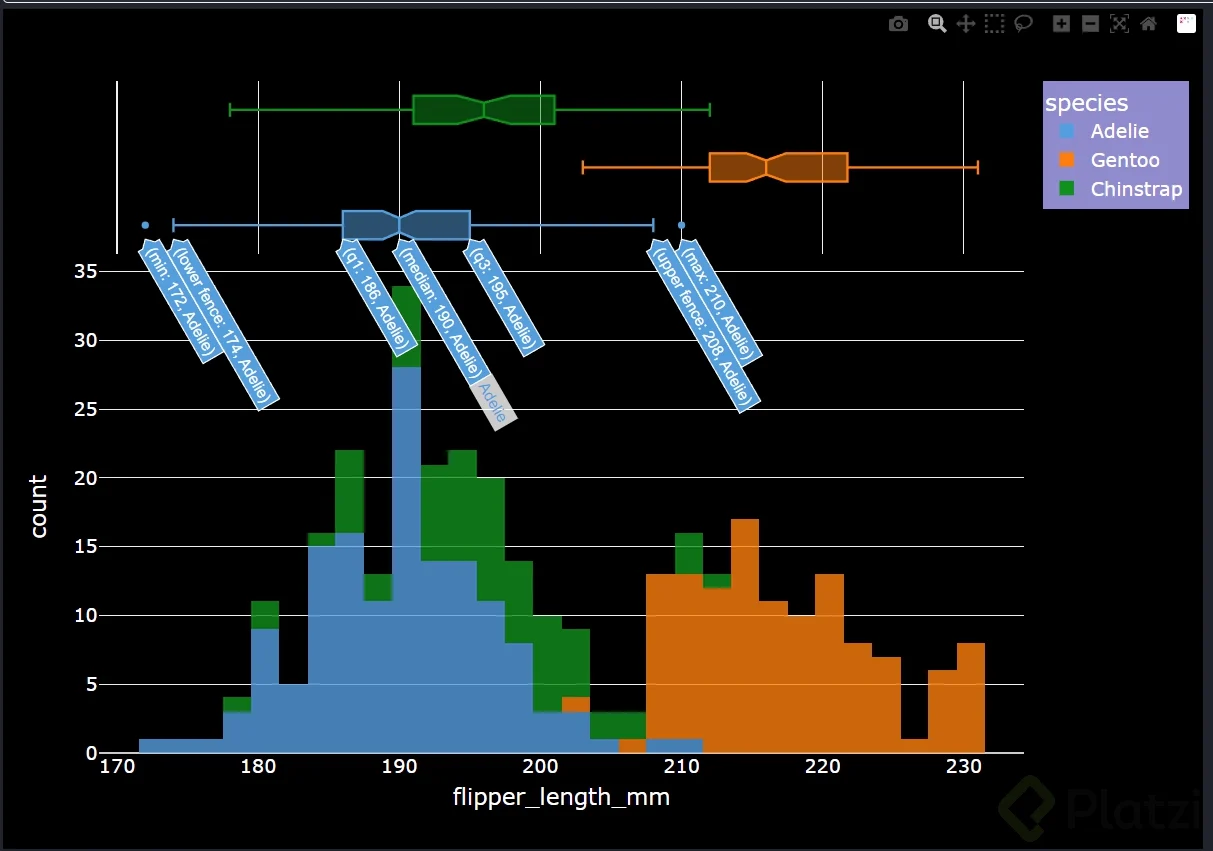 species
Adelie
Gentoo
Chinstrap
(min: 172, Adelie)
(lower fence: 174, Adelie)
(q1: 186, Adelie)
(median: 190, Adelie)
Adelie
(q3: 195, Adelie)
(upper fence: 208, Adelie)
(max: 210, Adelie)
35
30
25
20
15
10
5
0
count
170 180 190 200 210 220 230
flipper_length_mm
Platzi